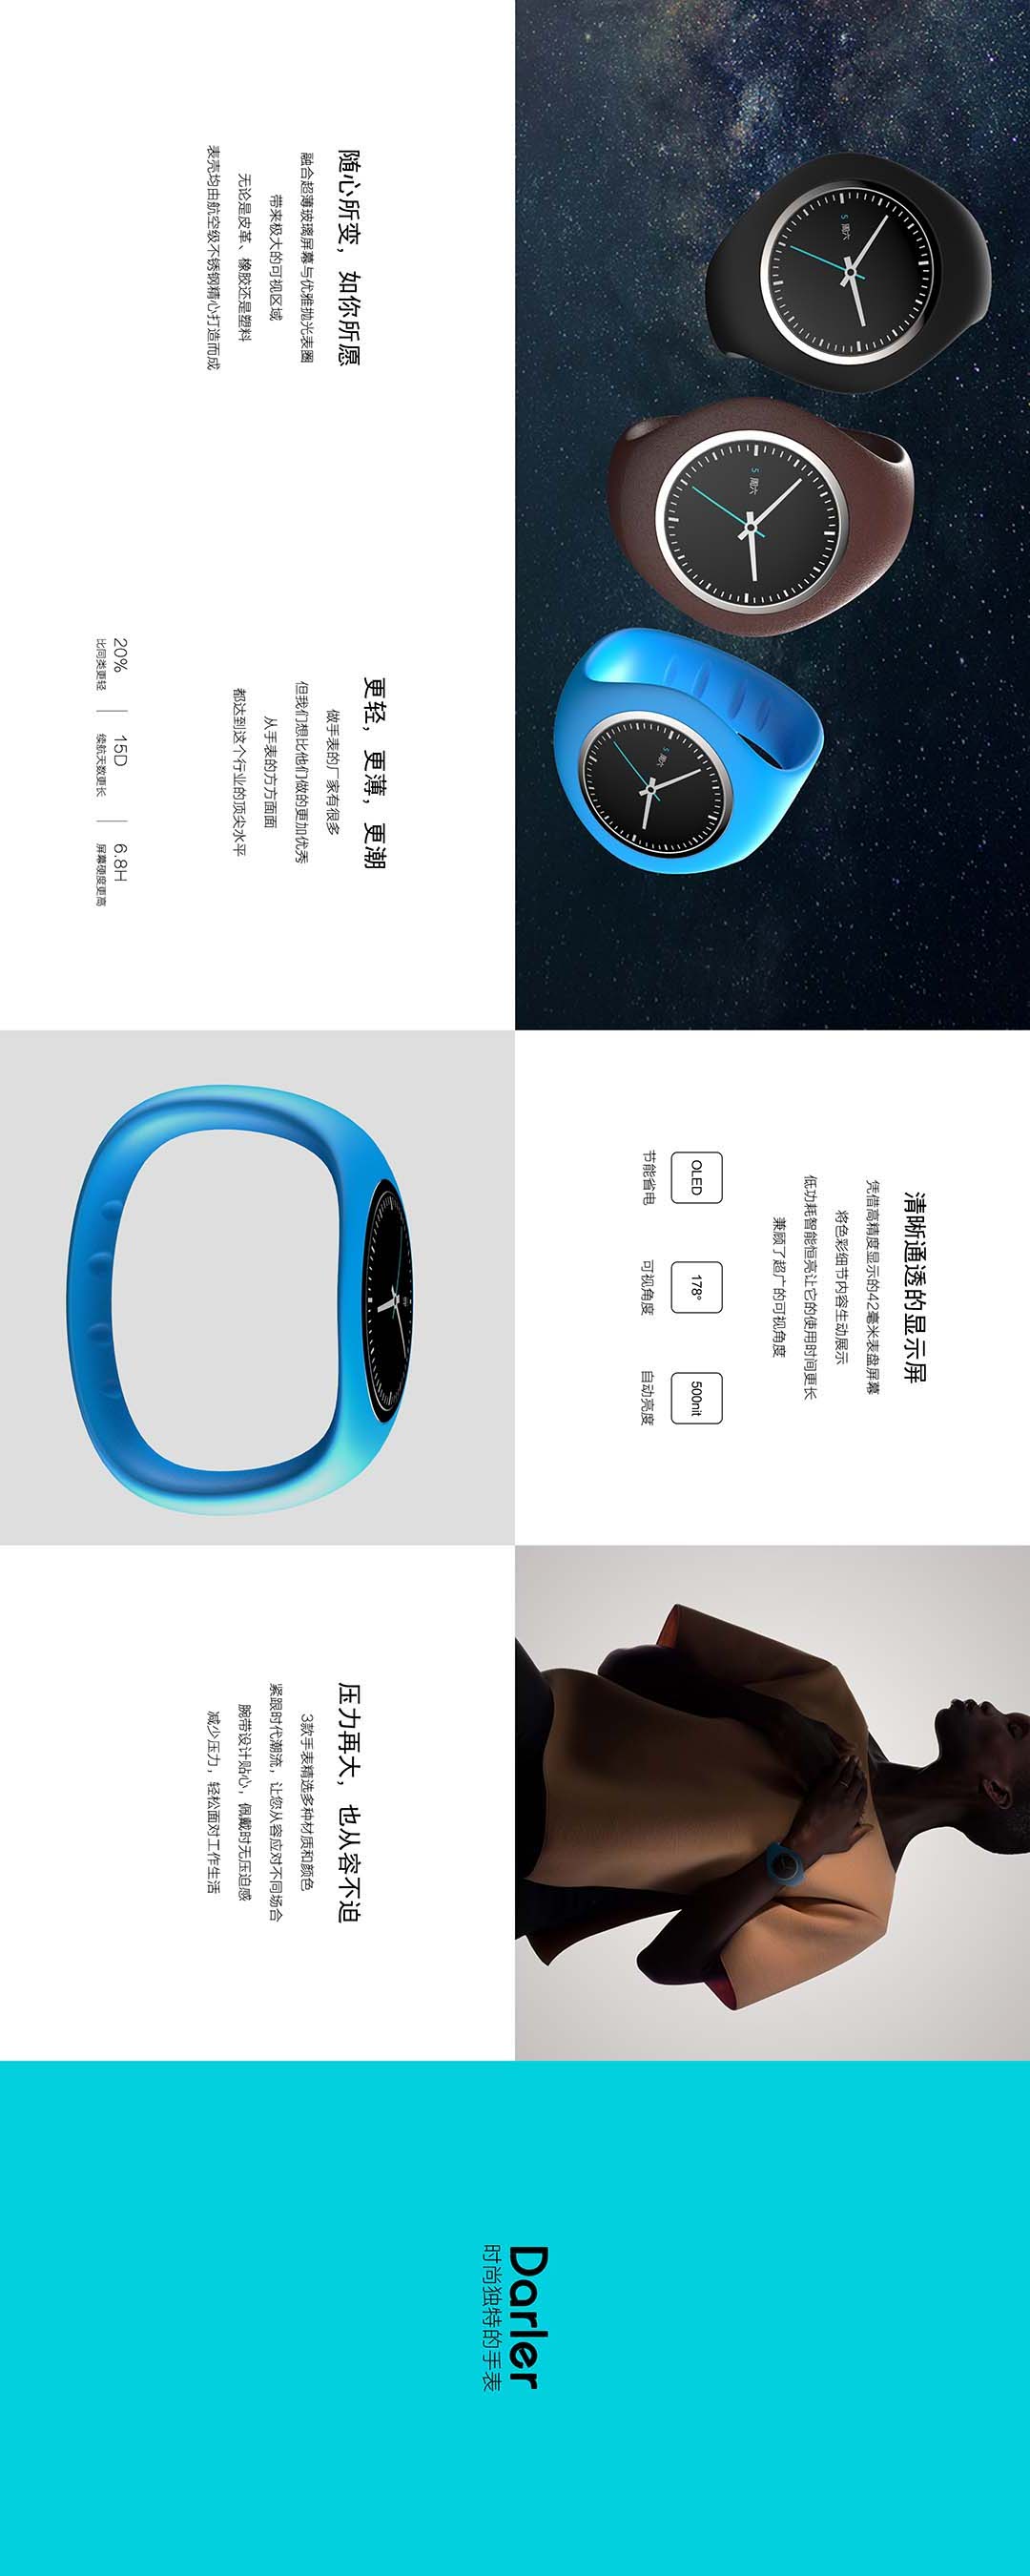 5 周六
5 周六
5 周六
随心所变，如你所愿
融合超薄玻璃屏幕与优雅抛光表圈
带来极大的可视区域
无论是皮革、橡胶还是塑料
表壳均由航空级不锈钢精心打造而成
更轻，更薄，更潮
做手表的厂家有很多
但我们想比他们做的更加优秀
从手表的方方面面
都达到这个行业的顶尖水平
20%
比同类更轻
15D
续航天数更长
6.8H
屏幕硬度更高
清晰通透的显示屏
凭借高精度显示的42毫米表盘屏幕
将色彩细节内容生动展示
低功耗智能恒亮让它的使用时间更长
兼顾了超广的可视角度
OLED
节能省电
178°
可视角度
500nit
自动亮度
压力再大，也从容不迫
3款手表精选多种材质和颜色
紧跟时代潮流，让您从容应对不同场合
腕带设计贴心，佩戴时无压迫感
减少压力，轻松面对工作生活
Darler
时尚独特的手表